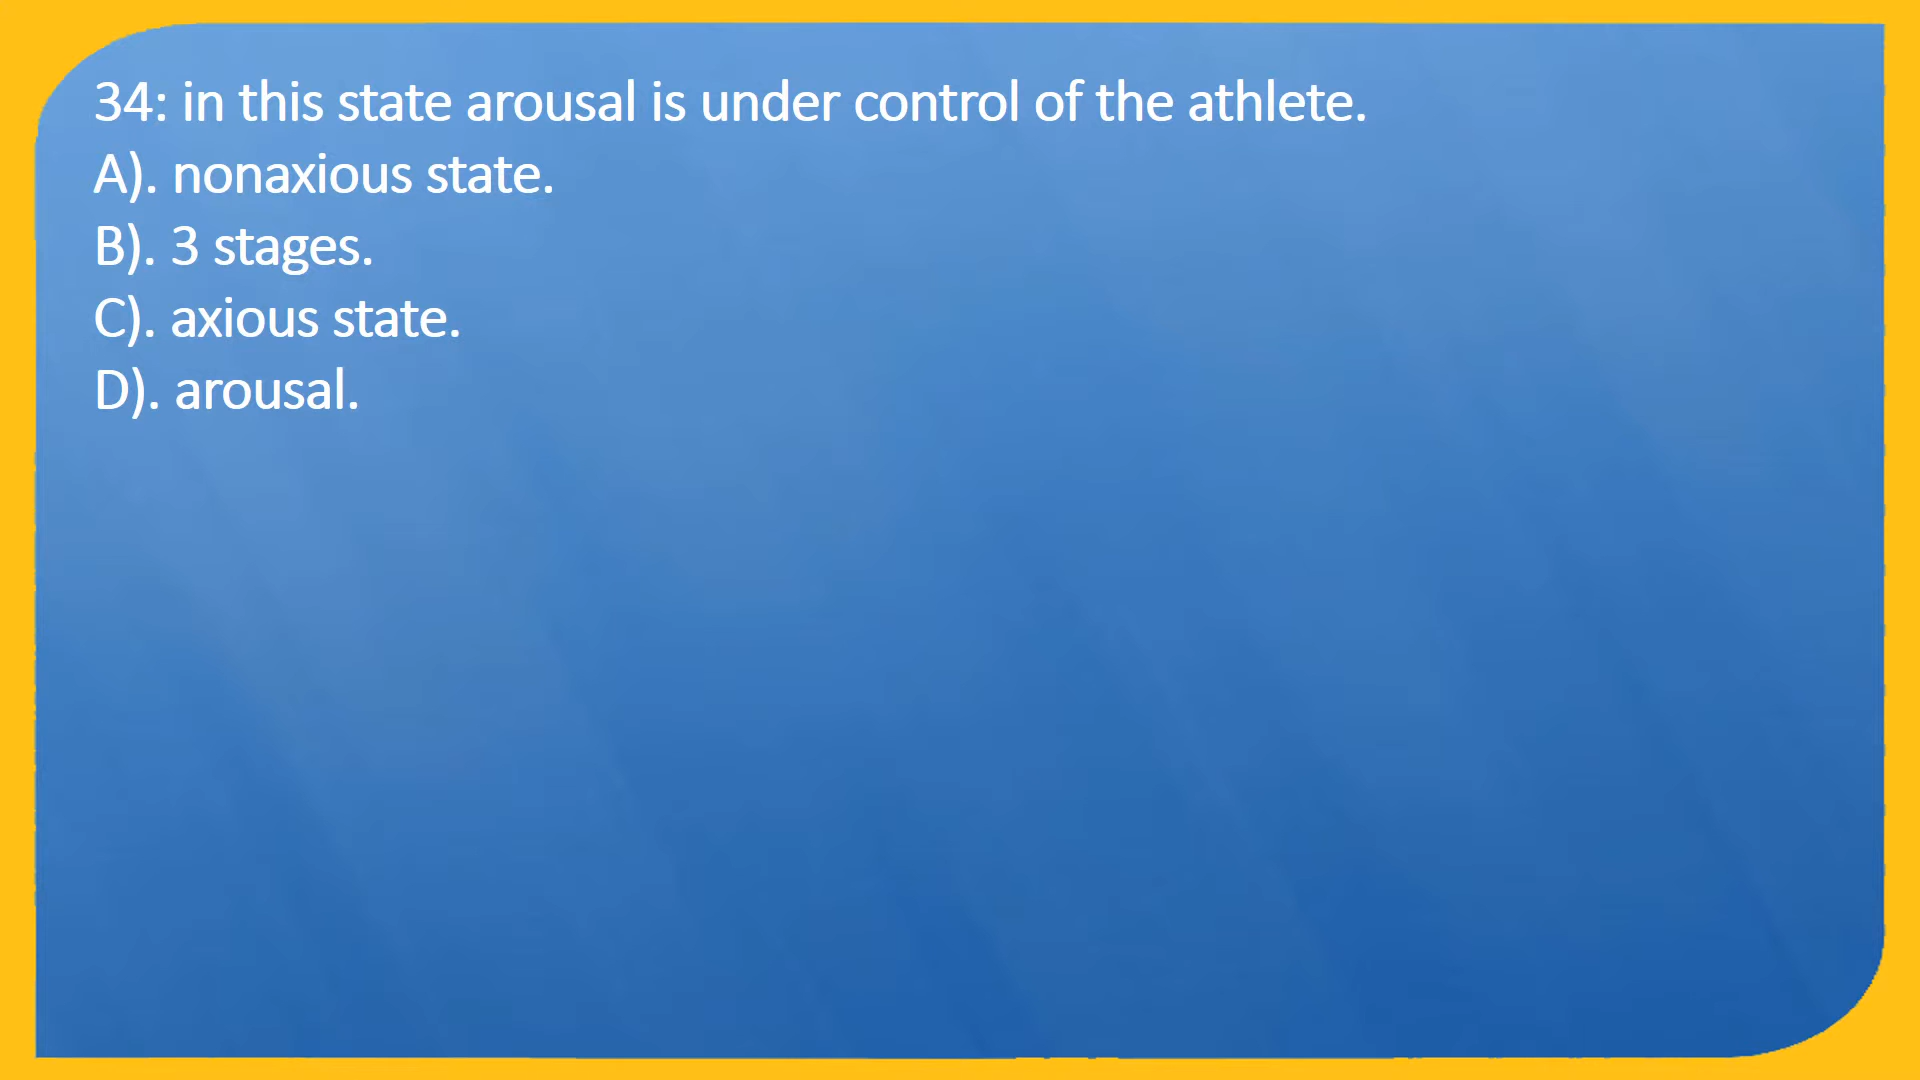 34: in this state arousal is under control of the athlete.
A). nonaxious state.
B). 3 stages.
C). axious state.
D). arousal.